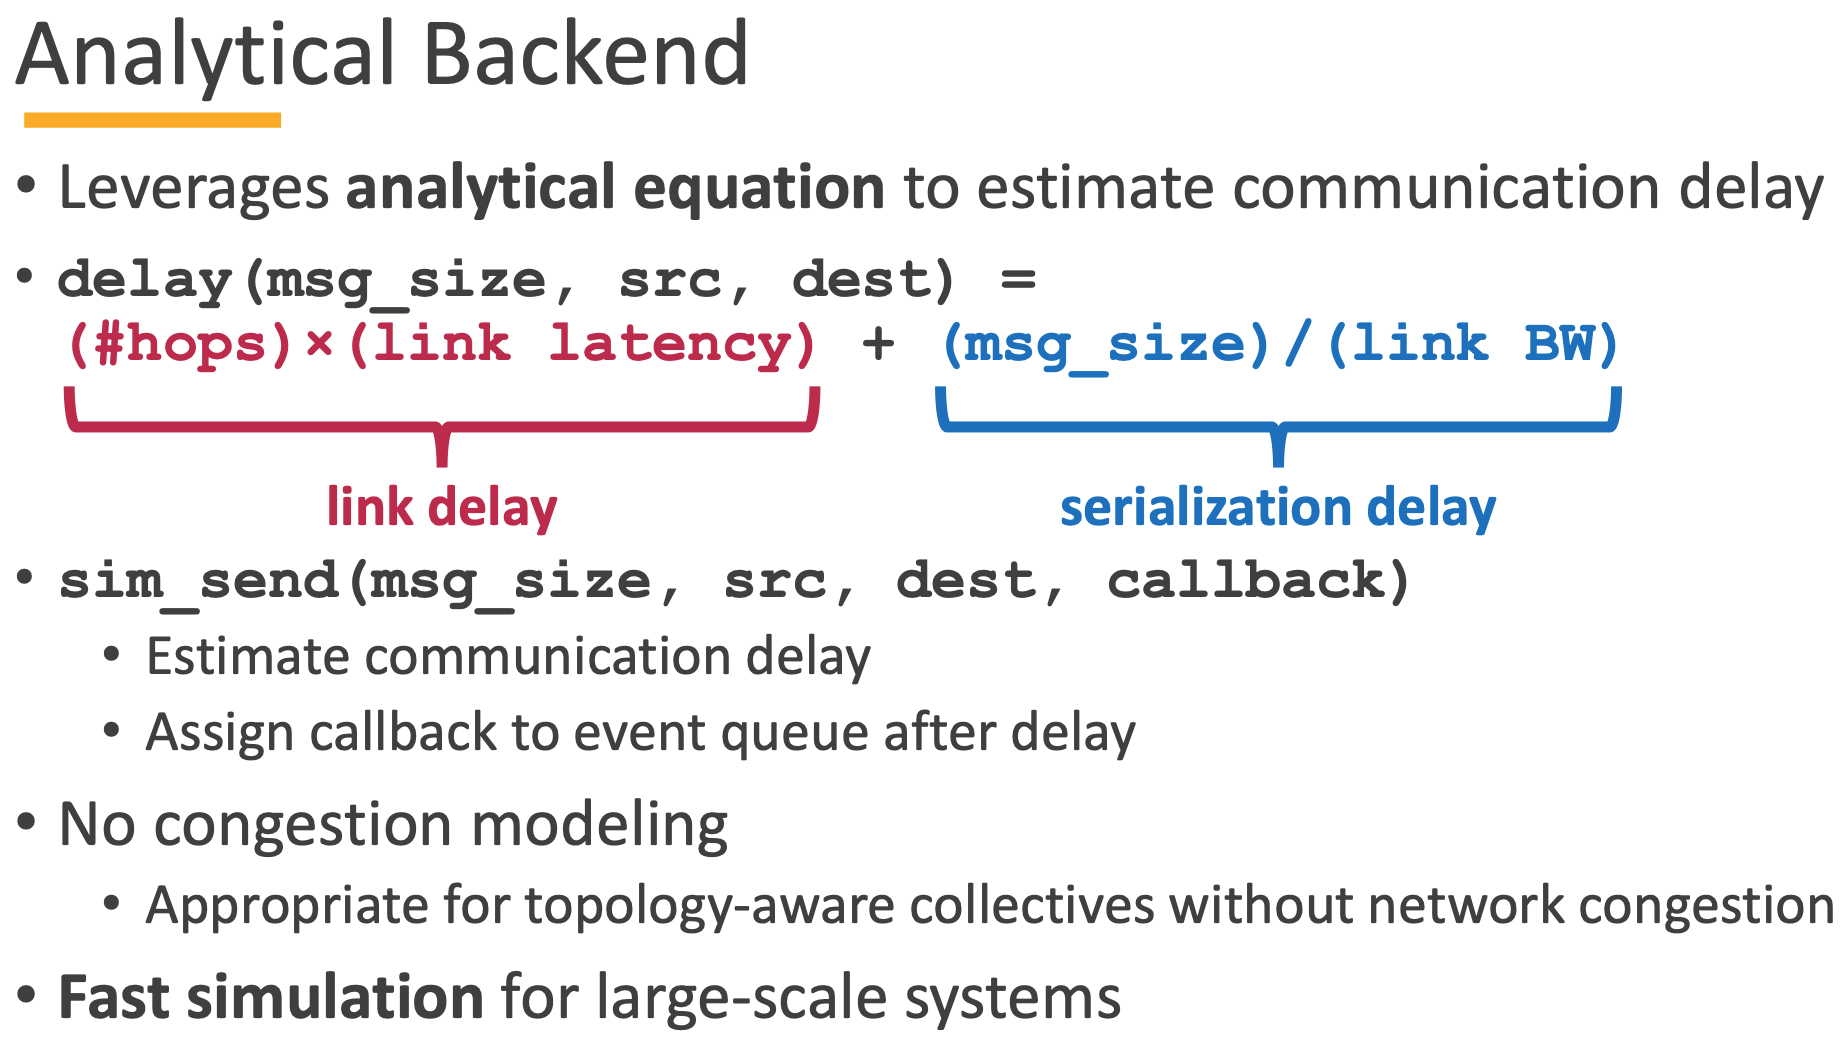 Analytical Backend
• Leverages analytical equation to estimate communication delay
• delay(msg_size, src, dest) =
(#hops)×(link latency) + (msg_size)/(link BW)
link delay serialization delay
• sim_send(msg_size, src, dest, callback)
• Estimate communication delay
• Assign callback to event queue after delay
• No congestion modeling
• Appropriate for topology-aware collectives without network congestion
• Fast simulation for large-scale systems